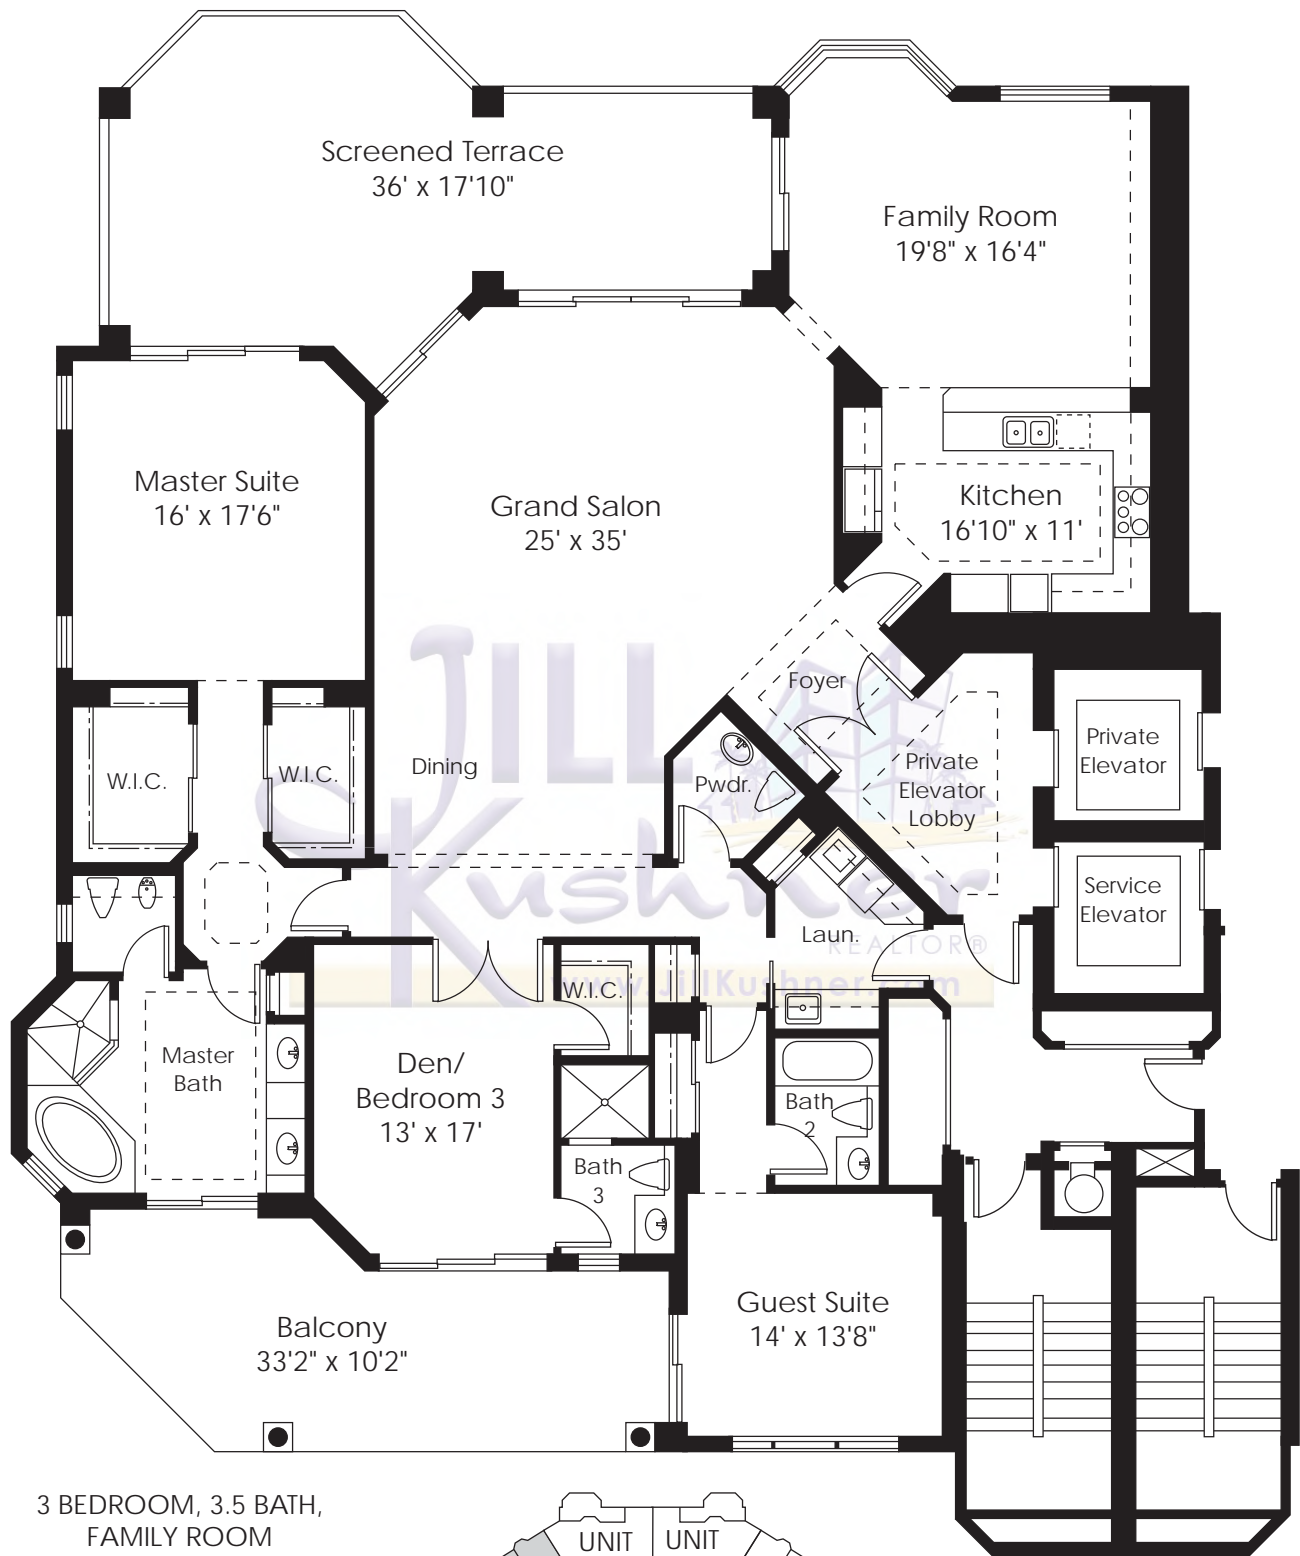 Screened Terrace
36' x 17'10"
Family Room
19'8" x 16'4"
Master Suite
16' x 17'6"
Grand Salon
25' x 35'
Kitchen
16'10" x 11'
Foyer
W.I.C.
W.I.C.
Dining
Pwdr.
Private
Elevator
Lobby
Private
Elevator
Service
Elevator
JILL
Kushner
REALTOR®
www.JillKushner.com
Laun.
W.I.C.
Master
Bath
Den/
Bedroom 3
13' x 17'
Bath
2
Bath
3
Guest Suite
14' x 13'8"
Balcony
33'2" x 10'2"
3 BEDROOM, 3.5 BATH,
FAMILY ROOM
UNIT
UNIT